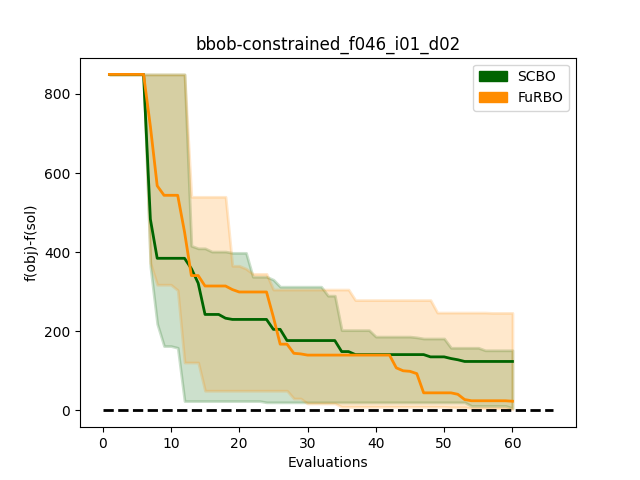 bbob-constrained_f046_i01_d02
SCBO
FuRBO
800
600
400
200
0
f(obj)-f(sol)
0 10 20 30 40 50 60
Evaluations